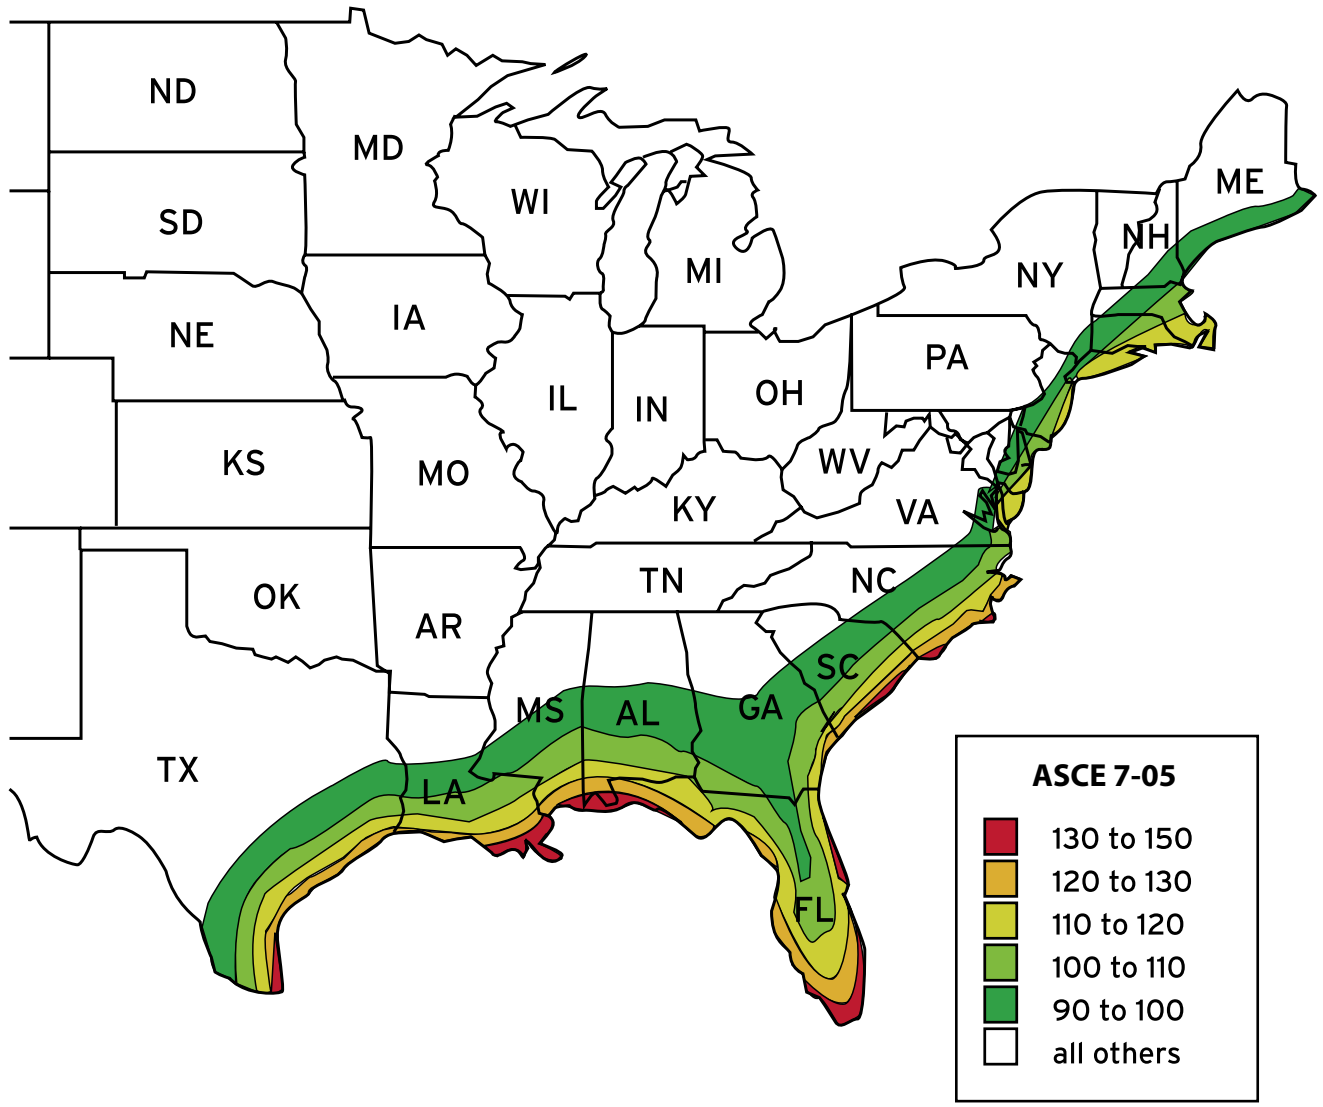 ND
MD
WI
ME
SD
NH
MI
NY
IA
NE
PA
IL
IN
OH
KS
MO
WV
KY
VA
OK
TN
NC
AR
SC
MS
AL
GA
TX
LA
FL
ASCE 7-05
130 to 150
120 to 130
110 to 120
100 to 110
90 to 100
all others